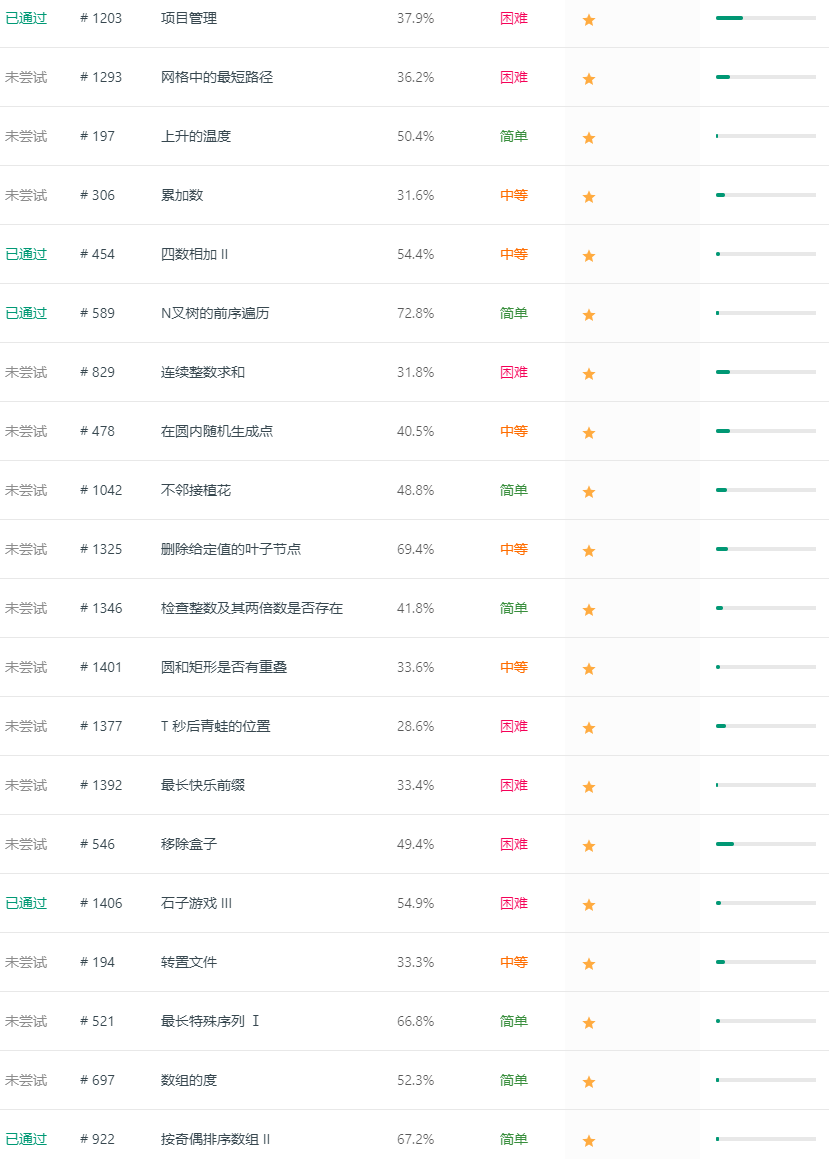 已通过 # 1203 项目管理 37.9% 困难
未尝试 # 1293 网格中的最短路径 36.2% 困难
未尝试 # 197 上升的温度 50.4% 简单
未尝试 # 306 累加数 31.6% 中等
已通过 # 454 四数相加 II 54.4% 中等
已通过 # 589 N叉树的前序遍历 72.8% 简单
未尝试 # 829 连续整数求和 31.8% 困难
未尝试 # 478 在圆内随机生成点 40.5% 中等
未尝试 # 1042 不邻接植花 48.8% 简单
未尝试 # 1325 删除给定值的叶子节点 69.4% 中等
未尝试 # 1346 检查整数及其两倍数是否存在 41.8% 简单
未尝试 # 1401 圆和矩形是否有重叠 33.6% 中等
未尝试 # 1377 T 秒后青蛙的位置 28.6% 困难
未尝试 # 1392 最长快乐前缀 33.4% 困难
未尝试 # 546 移除盒子 49.4% 困难
已通过 # 1406 石子游戏 III 54.9% 困难
未尝试 # 194 转置文件 33.3% 中等
未尝试 # 521 最长特殊序列 Ⅰ 66.8% 简单
未尝试 # 697 数组的度 52.3% 简单
已通过 # 922 按奇偶排序数组 II 67.2% 简单